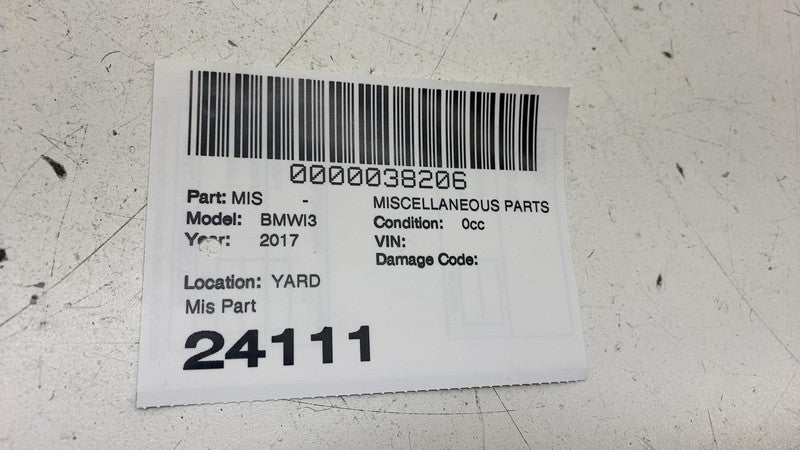 0000038206
Part: MIS - MISCELLANEOUS PARTS
Model: BMWI3 Condition: 0cc
Year: 2017 VIN:
Damage Code:
Location: YARD
Mis Part
24111